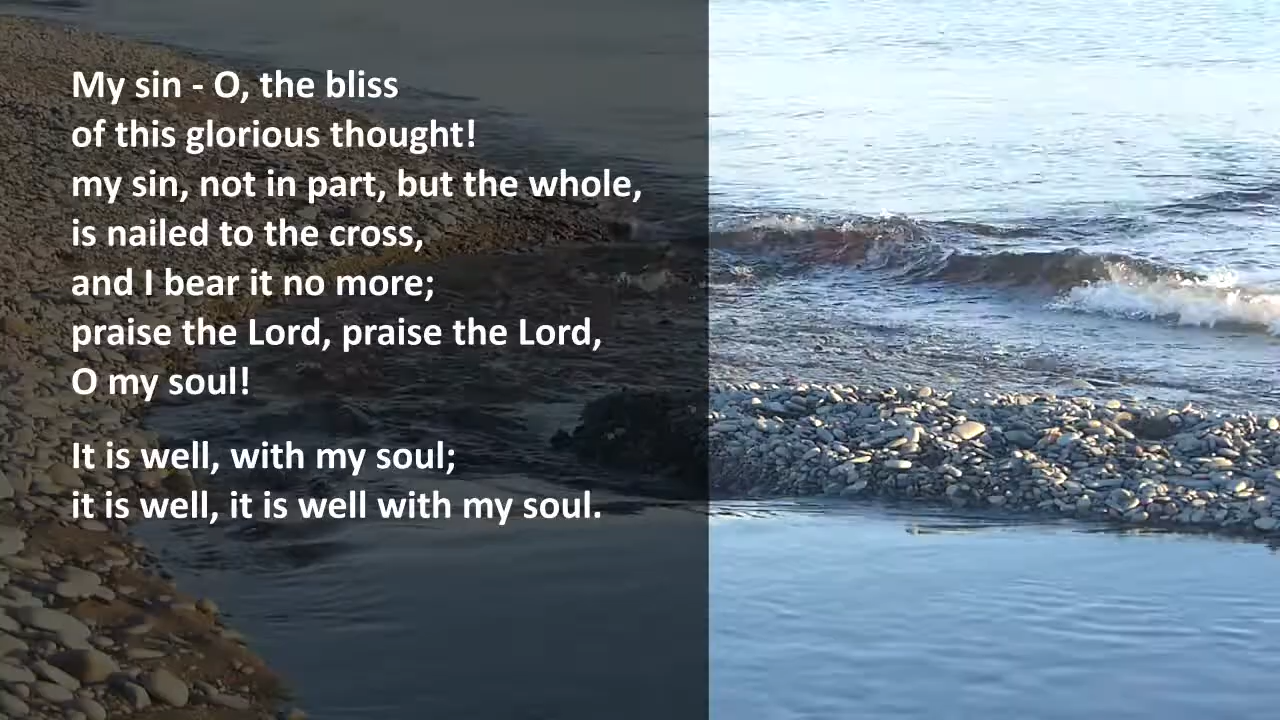 My sin - O, the bliss
of this glorious thought!
my sin, not in part, but the whole,
is nailed to the cross,
and I bear it no more;
praise the Lord, praise the Lord,
O my soul!
It is well, with my soul;
it is well, it is well with my soul.